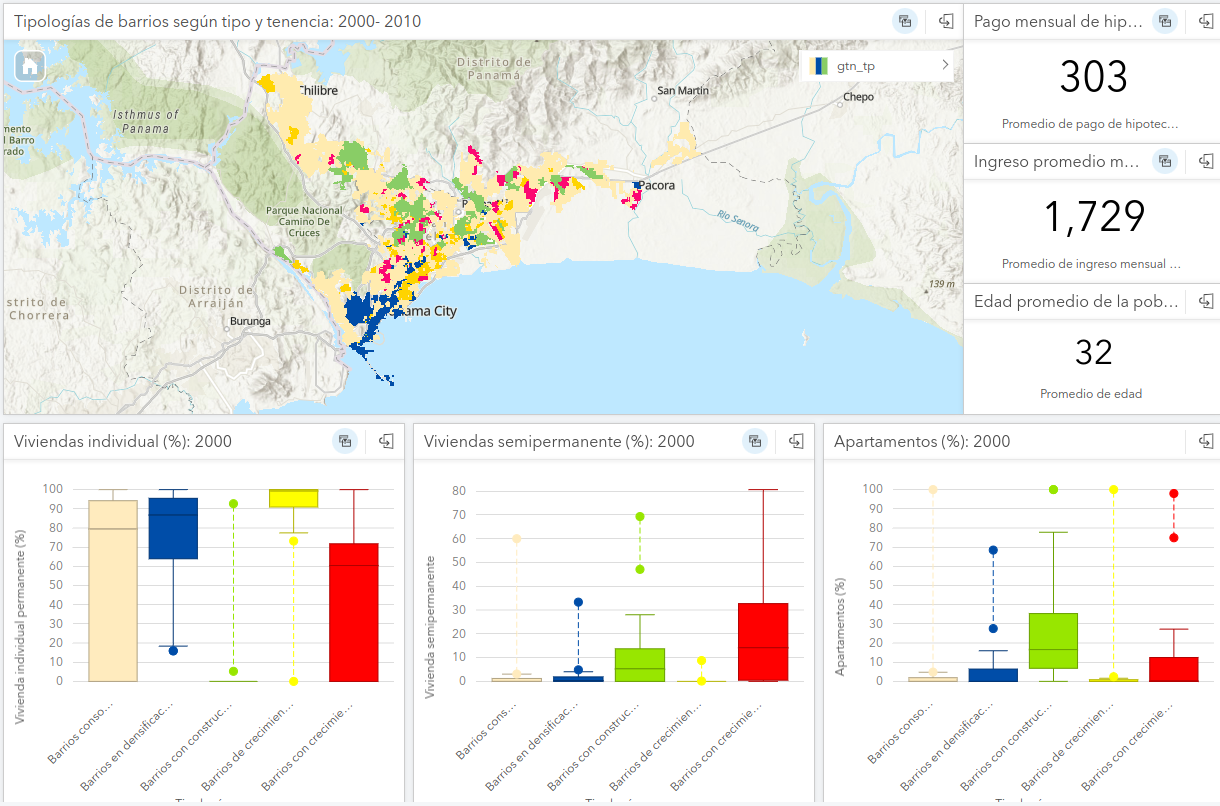 Tipologías de barrios según tipo y tenencia: 2000- 2010
gtn_tp
Distrito de
Panamá
Chilibre
San Martin
Chepo
Isthmus of
Panama
mento
l Barro
rado
Pacora
Parque Nacional
Camino De
Cruces
Rio Senora
Distrito de
Arraiján
strito de
Chorrera
139 m
Burunga
ama City
Pago mensual de hip...
303
Promedio de pago de hipotec...
Ingreso promedio m...
1,729
Promedio de ingreso mensual ...
Edad promedio de la pob...
32
Promedio de edad
Viviendas individual (%): 2000
Vivienda individual permanente (%)
100
90
80
70
60
50
40
30
20
10
0
Barrios conso...
Barrios en densificac...
Barrios con construc...
Barrios de crecimien...
Barrios con crecimie...
Viviendas semipermanente (%): 2000
Vivienda semipermanente
80
70
60
50
40
30
20
10
0
Barrios cons...
Barrios en densificac...
Barrios con construc...
Barrios de crecimien...
Barrios con crecimie...
Apartamentos (%): 2000
Apartamentos (%)
100
90
80
70
60
50
40
30
20
10
0
Barrios conso...
Barrios en densificac...
Barrios con construc...
Barrios de crecimien...
Barrios con crecimie...